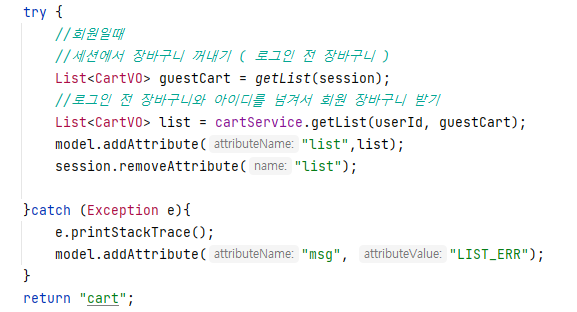 try {
//회원일때
//세션에서 장바구니 꺼내기 ( 로그인 전 장바구니 )
List<CartVO> guestCart = getList(session);
//로그인 전 장바구니와 아이디를 넘겨서 회원 장바구니 받기
List<CartVO> list = cartService.getList(userId, guestCart);
model.addAttribute( attributeName: "list",list);
session.removeAttribute( name: "list");
}catch (Exception e){
e.printStackTrace();
model.addAttribute( attributeName: "msg", attributeValue: "LIST_ERR");
}
return "cart";